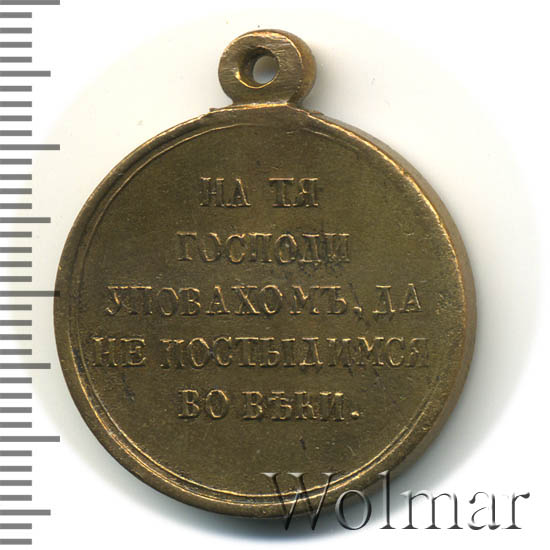 НА ТЯ
ГОСПОДИ
УПОВАХОМЪ, ДА
НЕ ПОСТЫДИМСЯ
ВО ВѢКИ.
Wolmar